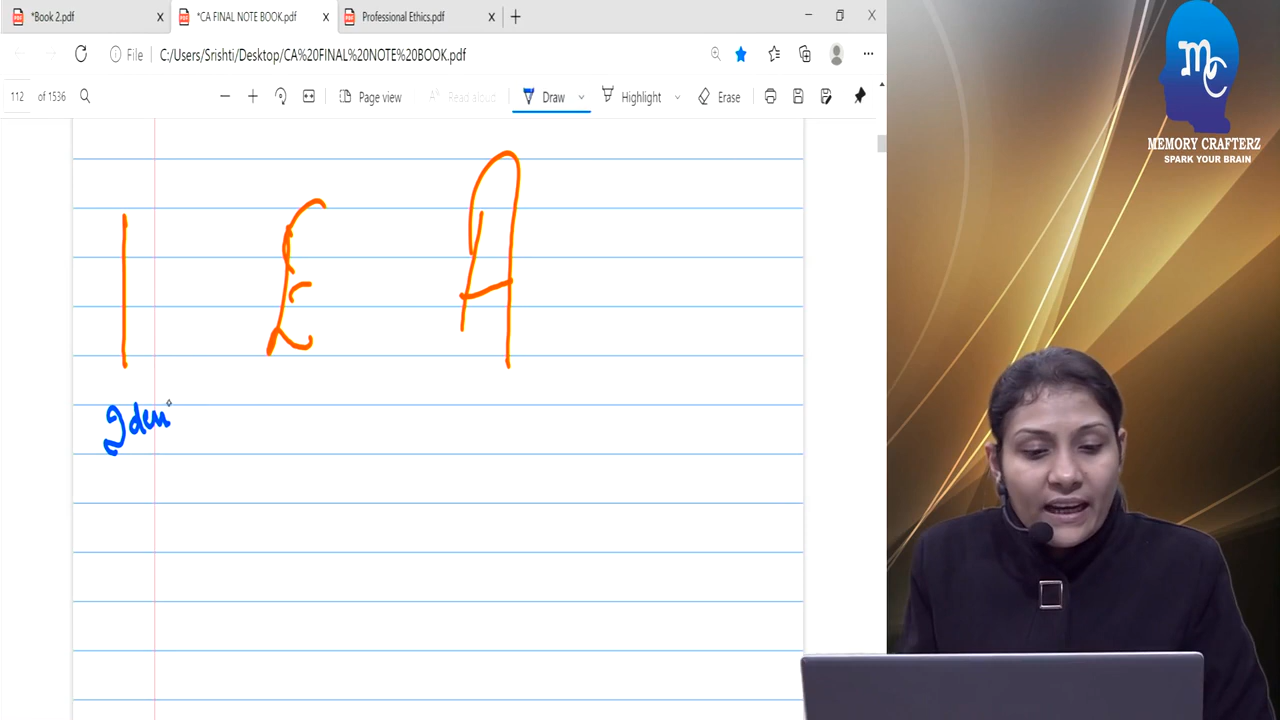 *Book 2.pdf
*CA FINAL NOTE BOOK.pdf
Professional Ethics.pdf
File C:/Users/Srishti/Desktop/CA%20FINAL%20NOTE%20BOOK.pdf
112 of 1536
Page view
Read aloud
Draw
Highlight
Erase
MC
MEMORY CRAFTERZ
SPARK YOUR BRAIN
I E A
Iden